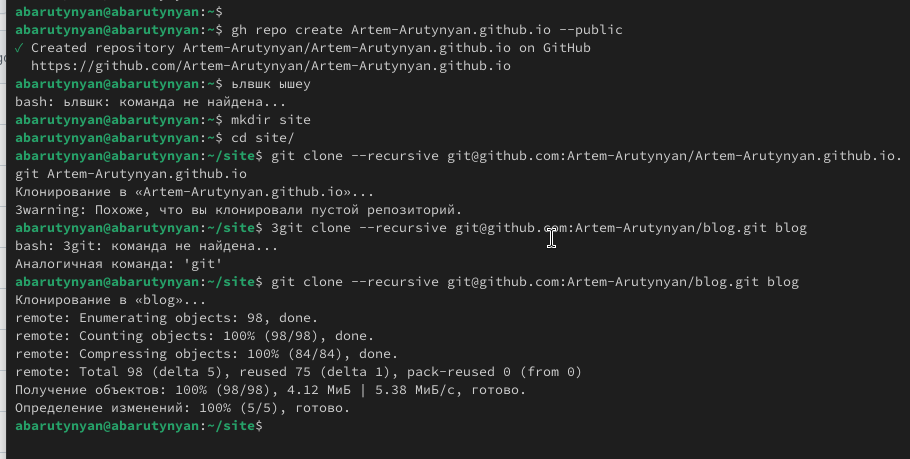 abarutynyan@abarutynyan:~$
abarutynyan@abarutynyan:~$ gh repo create Artem-Arutynyan.github.io --public
✓ Created repository Artem-Arutynyan/Artem-Arutynyan.github.io on GitHub
https://github.com/Artem-Arutynyan/Artem-Arutynyan.github.io
abarutynyan@abarutynyan:~$ ьлвшк ышеу
bash: ьлвшк: команда не найдена...
abarutynyan@abarutynyan:~$ mkdir site
abarutynyan@abarutynyan:~$ cd site/
abarutynyan@abarutynyan:~/site$ git clone --recursive git@github.com:Artem-Arutynyan/Artem-Arutynyan.github.io.
git Artem-Arutynyan.github.io
Клонирование в «Artem-Arutynyan.github.io»...
3warning: Похоже, что вы клонировали пустой репозиторий.
abarutynyan@abarutynyan:~/site$ 3git clone --recursive git@github.com:Artem-Arutynyan/blog.git blog
bash: 3git: команда не найдена...
Аналогичная команда: 'git'
abarutynyan@abarutynyan:~/site$ git clone --recursive git@github.com:Artem-Arutynyan/blog.git blog
Клонирование в «blog»...
remote: Enumerating objects: 98, done.
remote: Counting objects: 100% (98/98), done.
remote: Compressing objects: 100% (84/84), done.
remote: Total 98 (delta 5), reused 75 (delta 1), pack-reused 0 (from 0)
Получение объектов: 100% (98/98), 4.12 МиБ | 5.38 МиБ/с, готово.
Определение изменений: 100% (5/5), готово.
abarutynyan@abarutynyan:~/site$